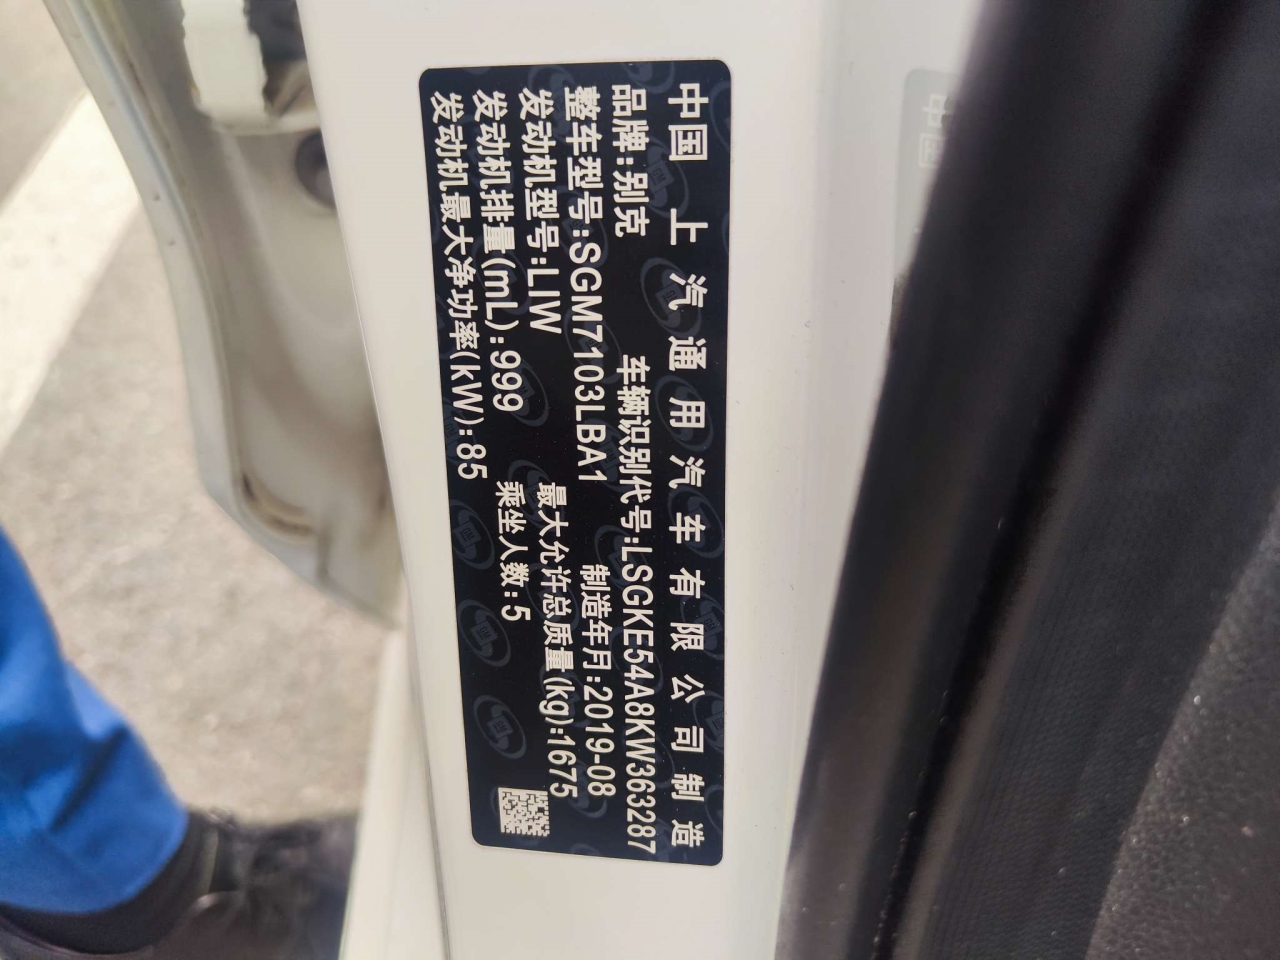 中国 上汽通用汽车有限公司制造
品牌:别克 车辆识别代号:LSGKE54A8KW363287
整车型号:SGM7103LBA1 制造年月:2019-08
发动机型号:LIW 最大允许总质量(kg):1675
发动机排量(mL):999 乘坐人数:5
发动机最大净功率(kW):85
中国